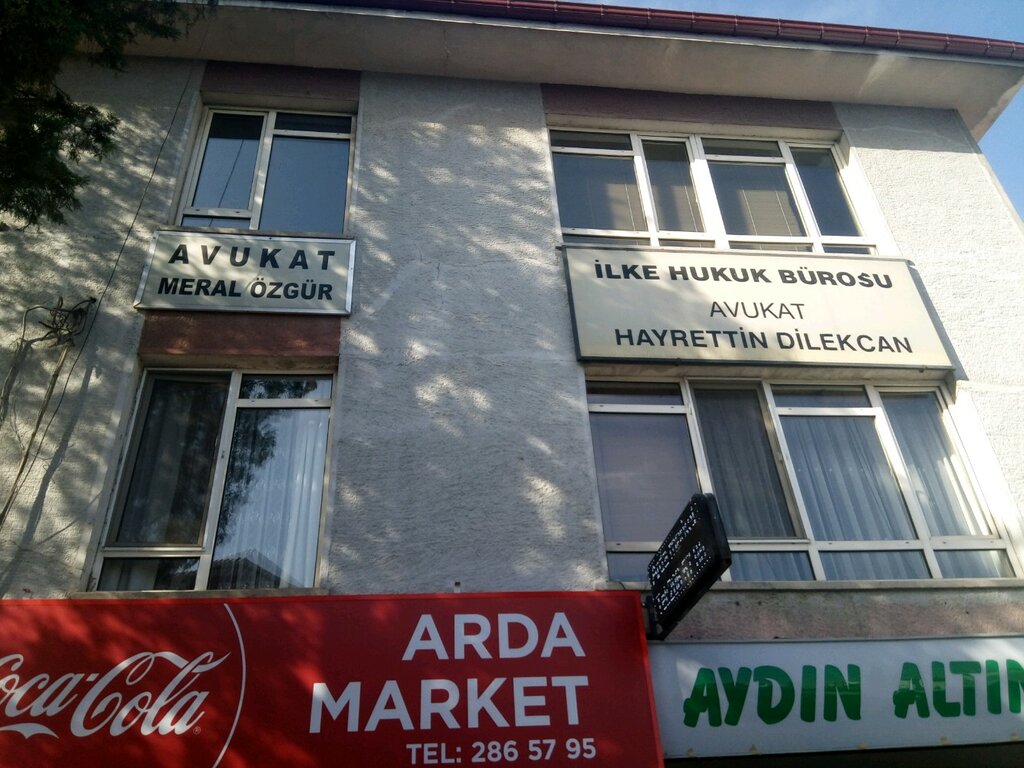 AVUKAT
MERAL ÖZGÜR
İLKE HUKUK BÜROSU
AVUKAT
HAYRETTİN DİLEKCAN
Coca-Cola
ARDA
MARKET
TEL: 286 57 95
AYDIN ALTIN